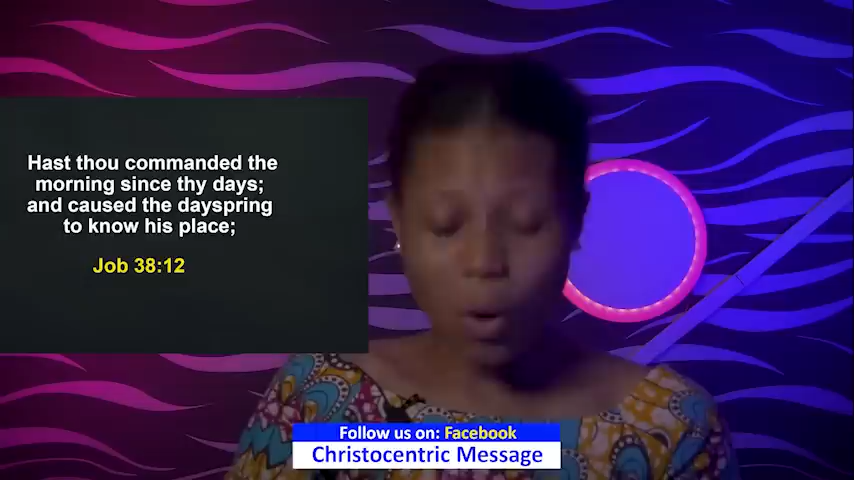 Hast thou commanded the
morning since thy days;
and caused the dayspring
to know his place;
Job 38:12
Follow us on: Facebook
Christocentric Message